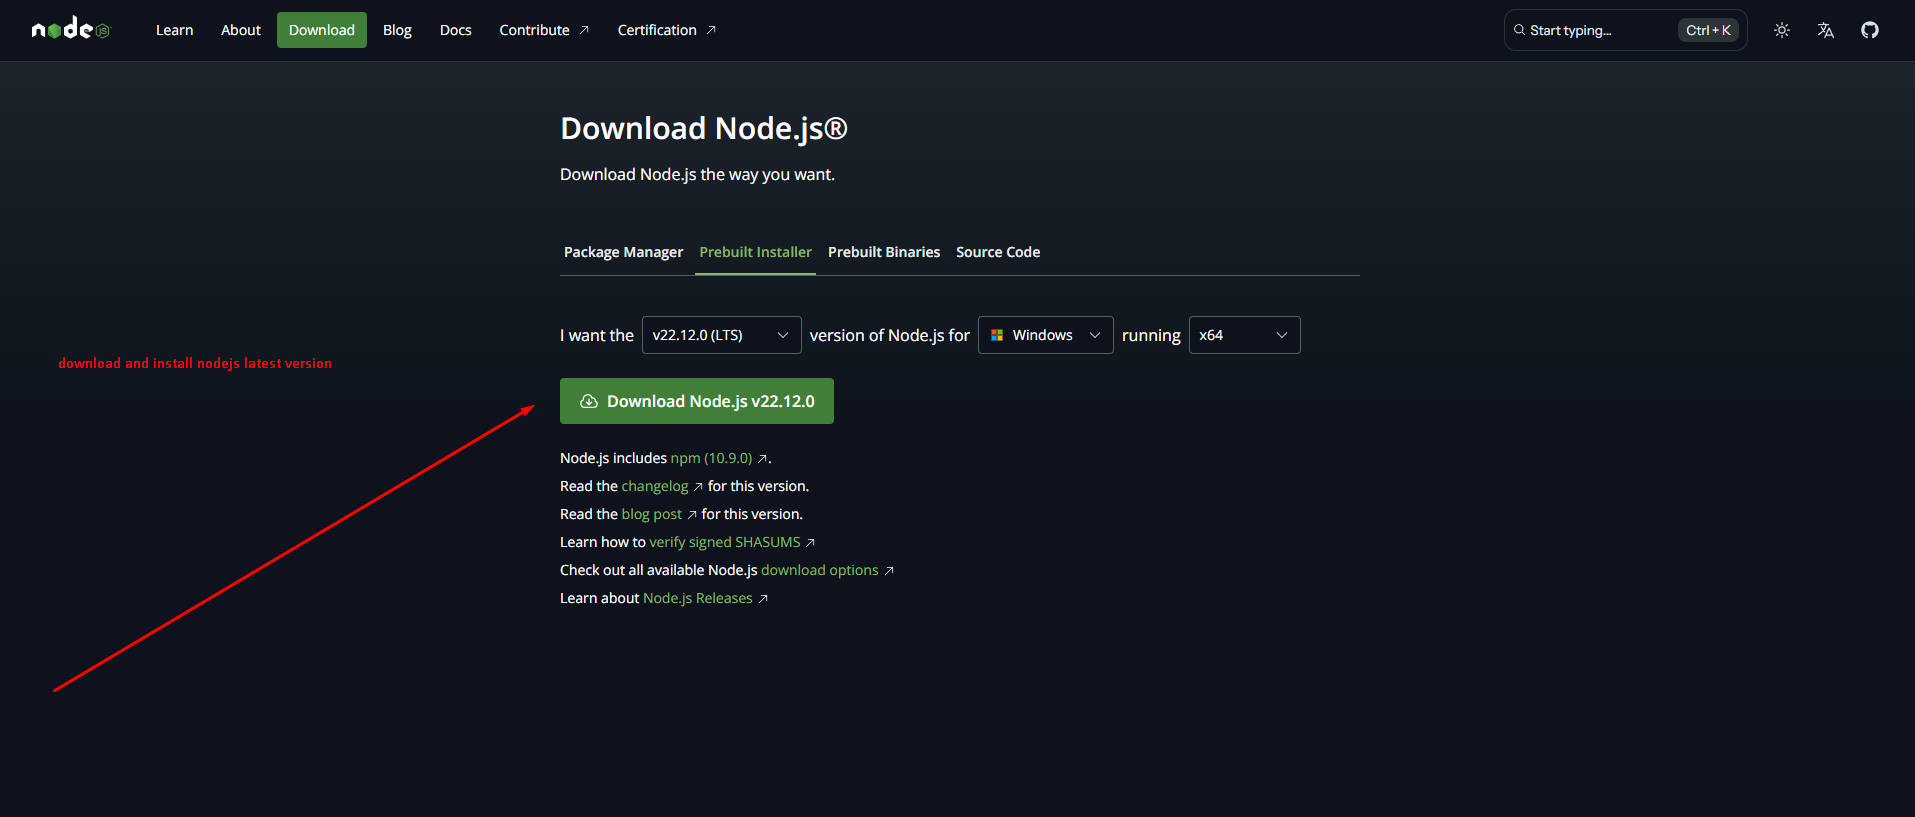 node JS
Learn About Download Blog Docs Contribute Certification Start typing... Ctrl + K
Download Node.js®
Download Node.js the way you want.
Package Manager Prebuilt Installer Prebuilt Binaries Source Code
I want the v22.12.0 (LTS) version of Node.js for Windows running x64
download and install nodejs latest version
Download Node.js v22.12.0
Node.js includes npm (10.9.0) ↗.
Read the changelog ↗ for this version.
Read the blog post ↗ for this version.
Learn how to verify signed SHASUMS ↗
Check out all available Node.js download options ↗
Learn about Node.js Releases ↗